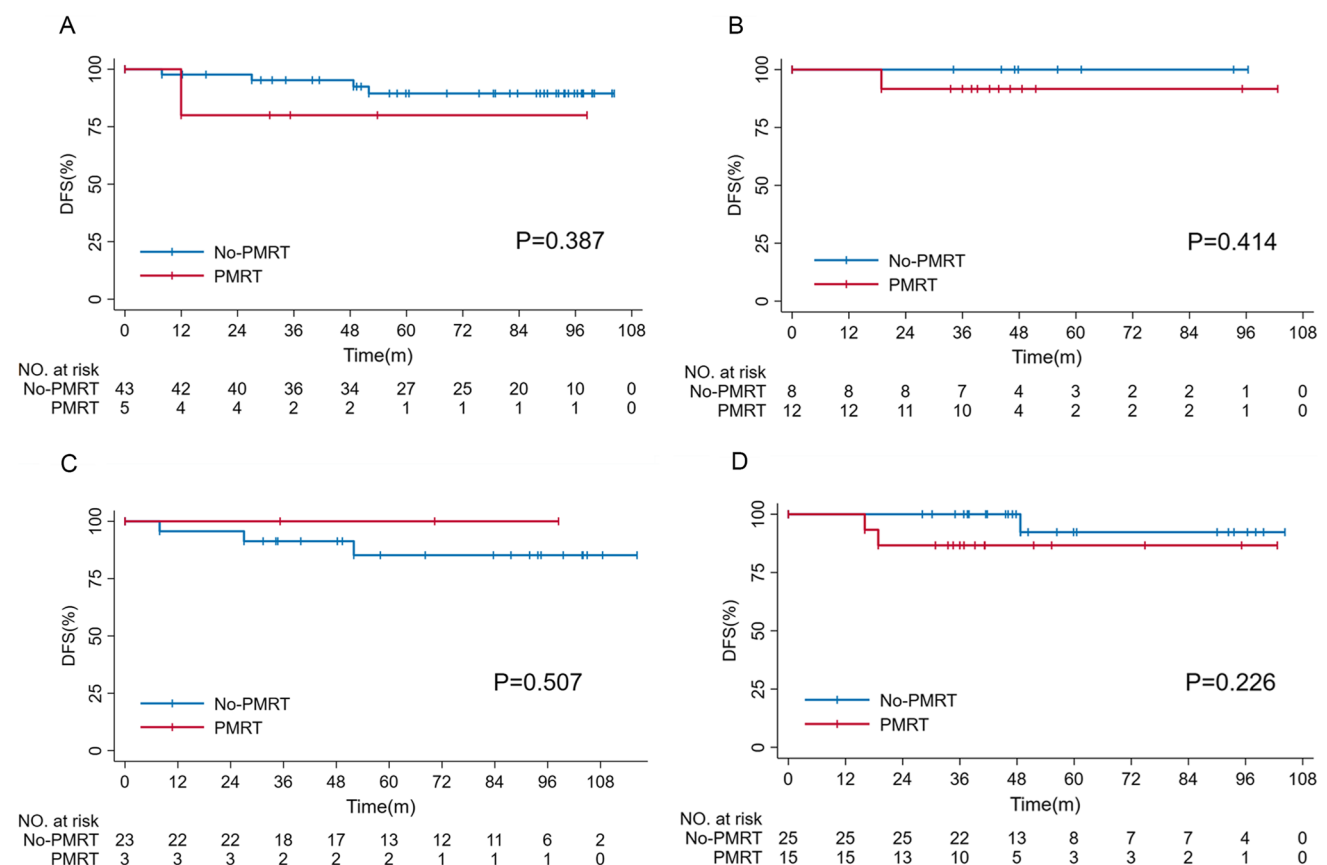 A
100
75
50
25
0
DFS(%)
P=0.387
No-PMRT
PMRT
0 12 24 36 48 60 72 84 96 108
Time(m)
NO. at risk
No-PMRT 43 42 40 36 34 27 25 20 10 0
PMRT 5 4 4 2 2 1 1 1 1 0
B
100
75
50
25
0
DFS(%)
P=0.414
No-PMRT
PMRT
0 12 24 36 48 60 72 84 96 108
Time(m)
NO. at risk
No-PMRT 8 8 8 7 4 3 2 2 1 0
PMRT 12 12 11 10 4 2 2 2 1 0
C
100
75
50
25
0
DFS(%)
P=0.507
No-PMRT
PMRT
0 12 24 36 48 60 72 84 96 108
Time(m)
NO. at risk
No-PMRT 23 22 22 18 17 13 12 11 6 2
PMRT 3 3 3 2 2 2 1 1 1 0
D
100
75
50
25
0
DFS(%)
P=0.226
No-PMRT
PMRT
0 12 24 36 48 60 72 84 96 108
Time(m)
NO. at risk
No-PMRT 25 25 25 22 13 8 7 7 4 0
PMRT 15 15 13 10 5 3 3 2 1 0